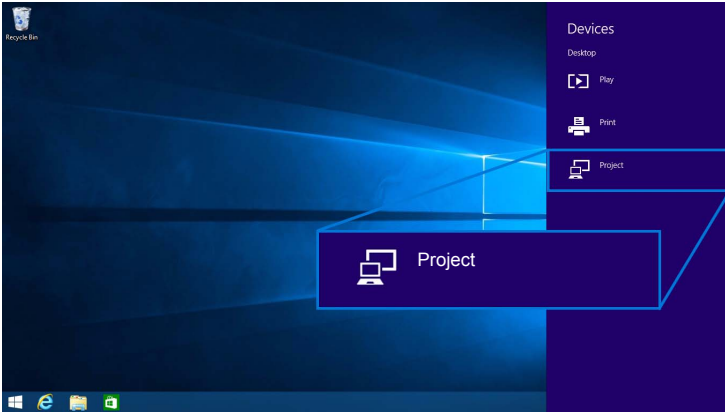 Recycle Bin
Devices
Desktop
Play
Print
Project
Project